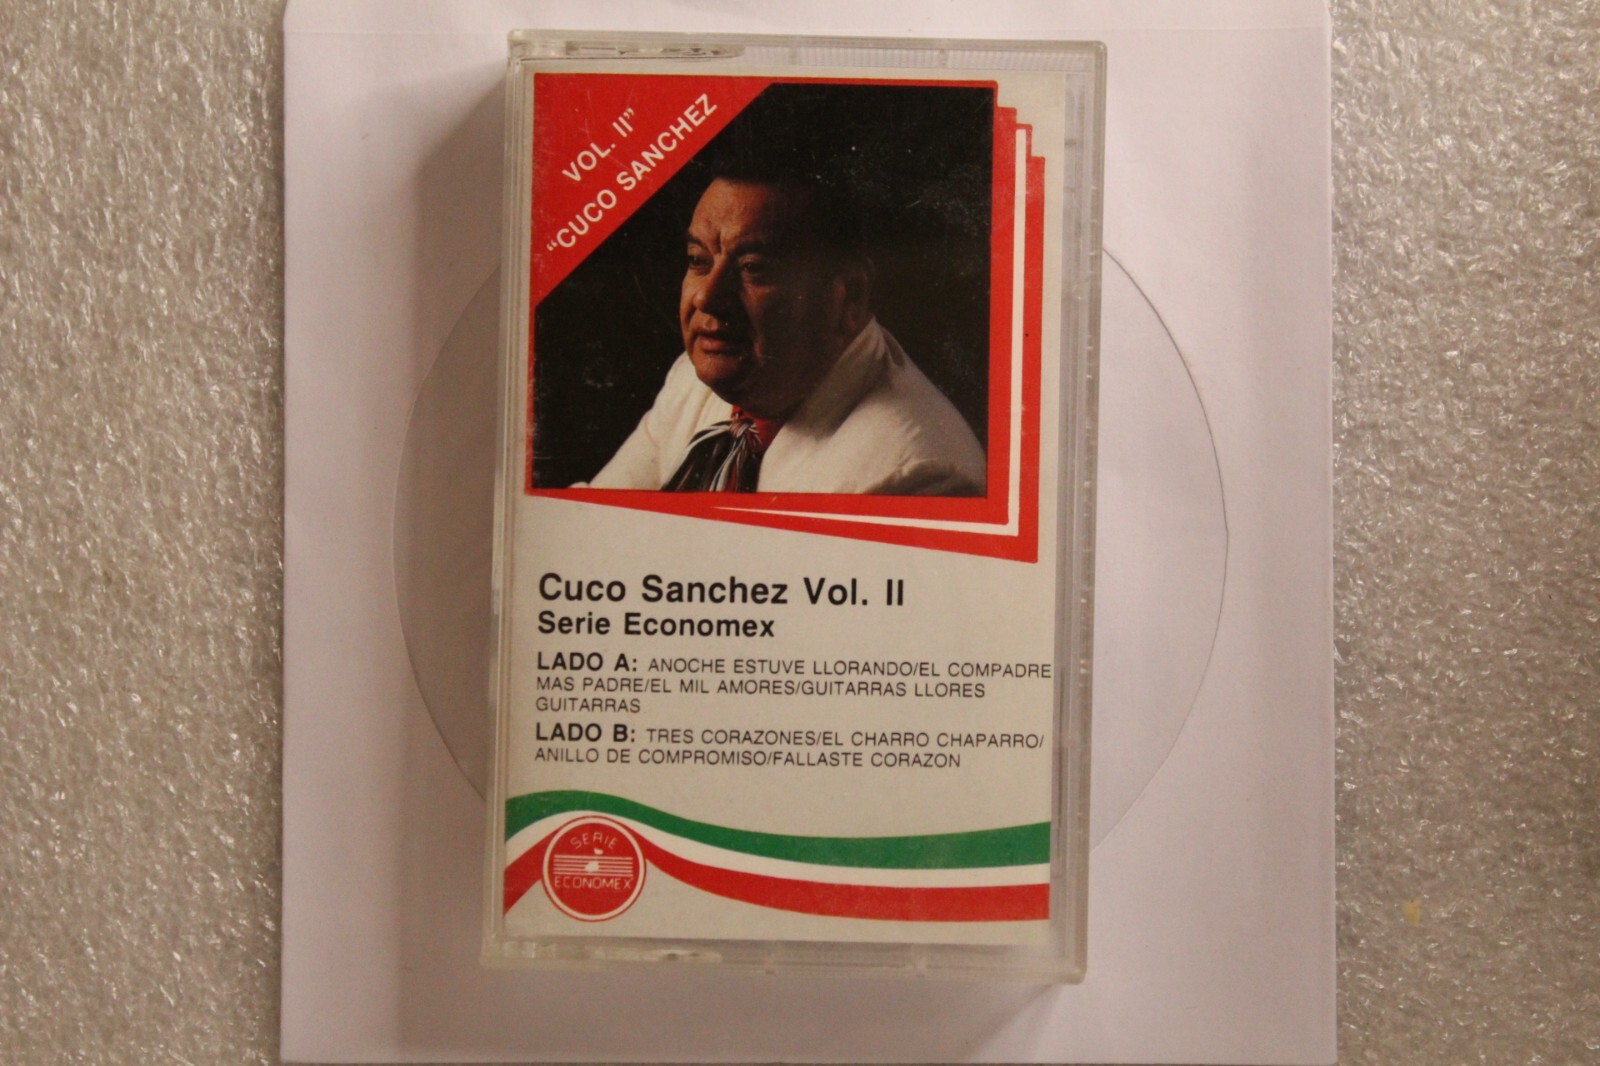 VOL. II"
"CUCO SANCHEZ
Cuco Sanchez Vol. II
Serie Economex
LADO A: ANOCHE ESTUVE LLORANDO/EL COMPADRE
MAS PADRE/EL MIL AMORES/GUITARRAS LLORES
GUITARRAS
LADO B: TRES CORAZONES/EL CHARRO CHAPARRO/
ANILLO DE COMPROMISO/FALLASTE CORAZON
SERIE
ECONOMEX